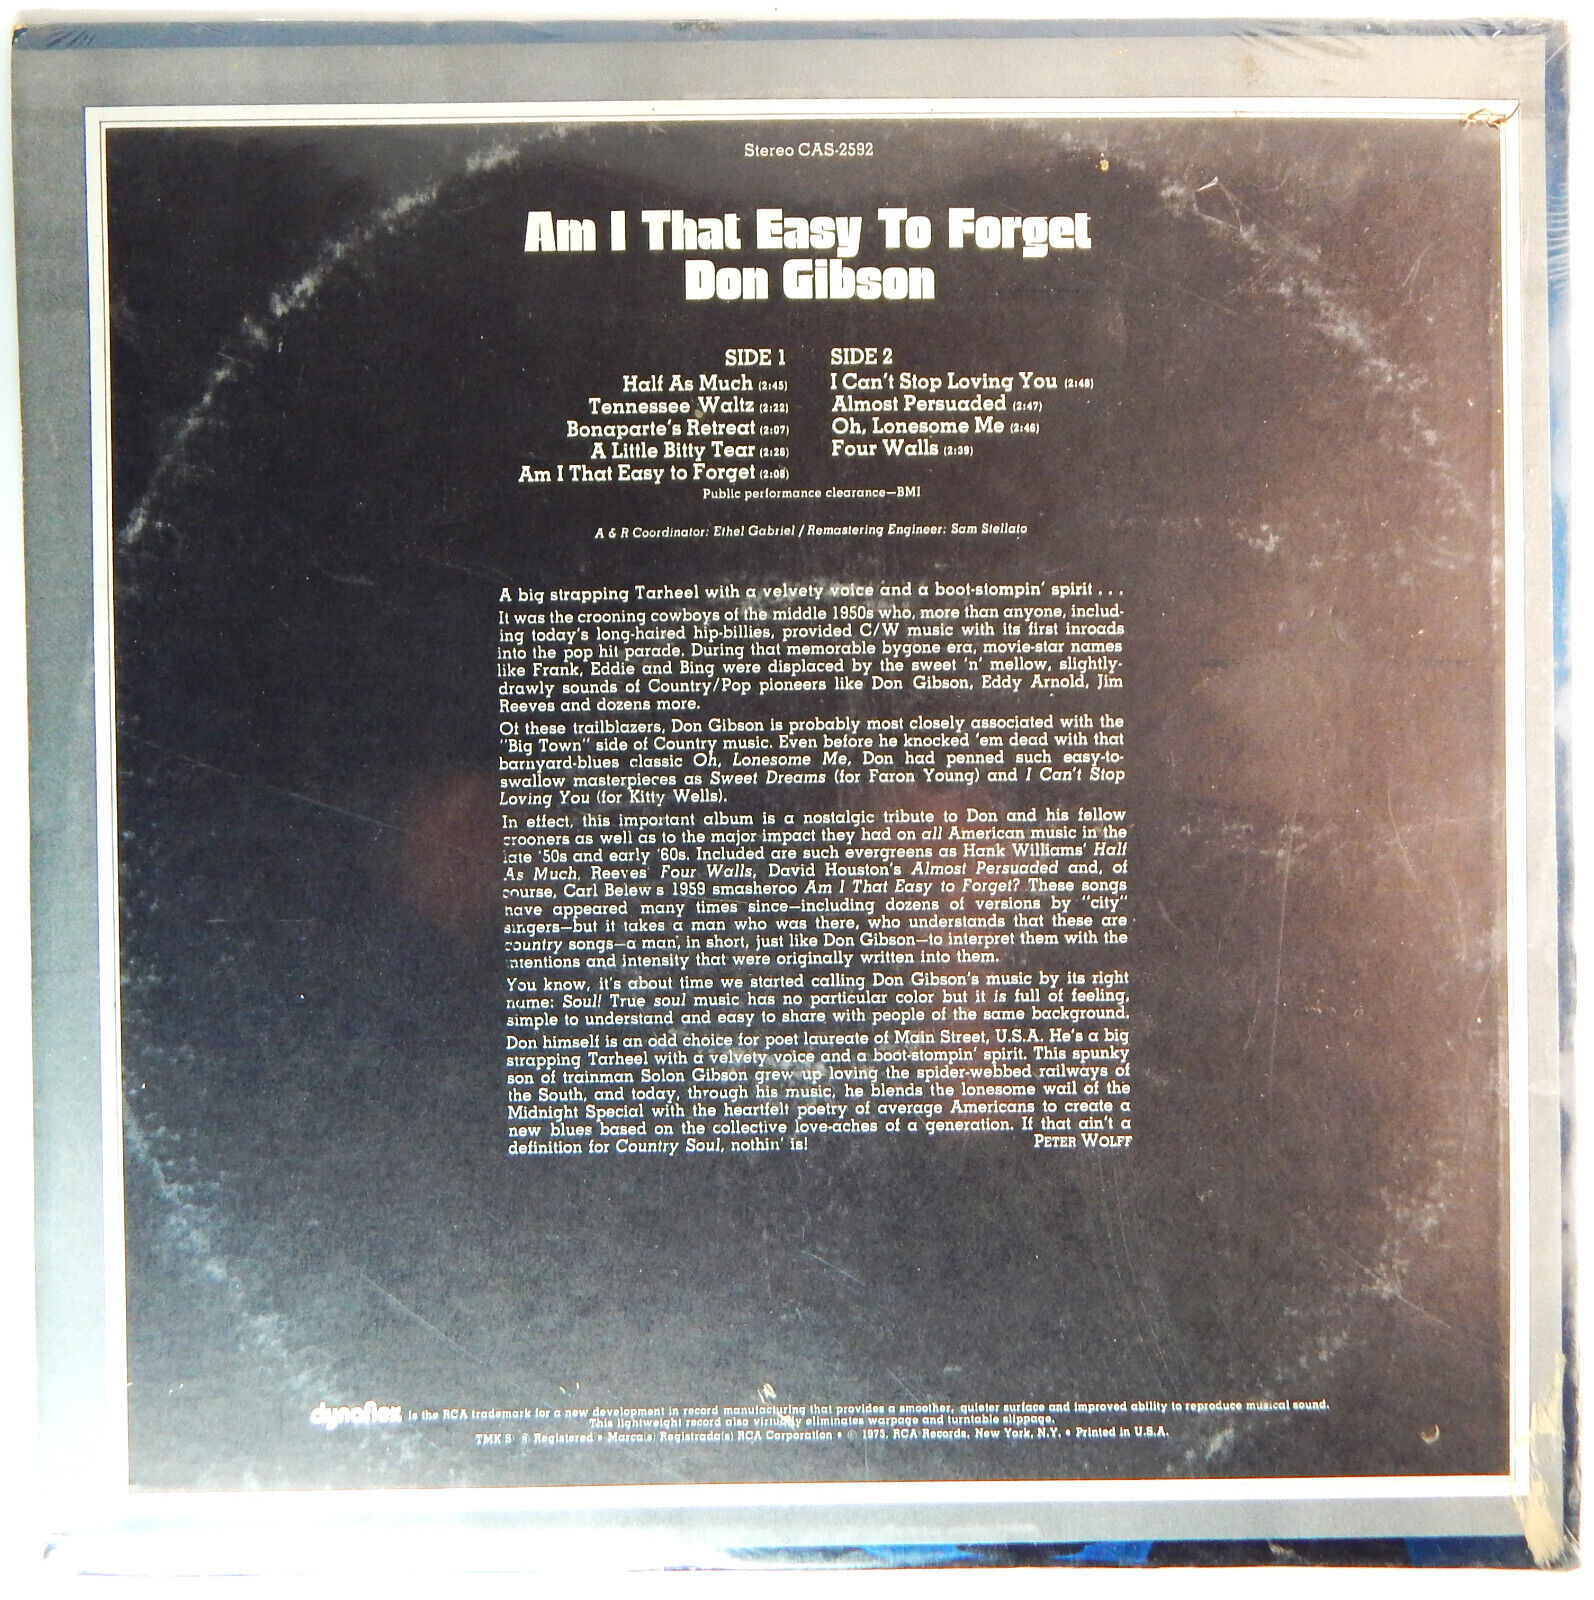 Stereo CAS-2592
Am I That Easy To Forget
Don Gibson
SIDE 1
Half As Much (2:45)
Tennessee Waltz (2:22)
Bonaparte's Retreat (2:07)
A Little Bitty Tear (2:26)
Am I That Easy to Forget (2:08)
SIDE 2
I Can't Stop Loving You (2:48)
Almost Persuaded (2:47)
Oh, Lonesome Me (2:46)
Four Walls (2:39)
Public performance clearance—BMI
A & R Coordinator: Ethel Gabriel / Remastering Engineer: Sam Stellato
A big strapping Tarheel with a velvety voice and a boot-stompin' spirit . . .
It was the crooning cowboys of the middle 1950s who, more than anyone, includ-
ing today's long-haired hip-billies, provided C/W music with its first inroads
into the pop hit parade. During that memorable bygone era, movie-star names
like Frank, Eddie and Bing were displaced by the sweet 'n' mellow, slightly-
drawly sounds of Country/Pop pioneers like Don Gibson, Eddy Arnold, Jim
Reeves and dozens more.
Of these trailblazers, Don Gibson is probably most closely associated with the
"Big Town" side of Country music. Even before he knocked 'em dead with that
barnyard-blues classic Oh, Lonesome Me, Don had penned such easy-to-
swallow masterpieces as Sweet Dreams (for Faron Young) and I Can't Stop
Loving You (for Kitty Wells).
In effect, this important album is a nostalgic tribute to Don and his fellow
crooners as well as to the major impact they had on all American music in the
late '50s and early '60s. Included are such evergreens as Hank Williams' Half
As Much, Reeves' Four Walls, David Houston's Almost Persuaded and, of
course, Carl Belew's 1959 smasheroo Am I That Easy to Forget? These songs
have appeared many times since—including dozens of versions by "city"
singers—but it takes a man who was there, who understands that these are
country songs—a man, in short, just like Don Gibson—to interpret them with the
intentions and intensity that were originally written into them.
You know, it's about time we started calling Don Gibson's music by its right
name: Soul! True soul music has no particular color but it is full of feeling,
simple to understand and easy to share with people of the same background.
Don himself is an odd choice for poet laureate of Main Street, U.S.A. He's a big
strapping Tarheel with a velvety voice and a boot-stompin' spirit. This spunky
son of trainman Solon Gibson grew up loving the spider-webbed railways of
the South, and today, through his music, he blends the lonesome wail of the
Midnight Special with the heartfelt poetry of average Americans to create a
new blues based on the collective love-aches of a generation. If that ain't a
definition for Country Soul, nothin' is! PETER WOLFF
dynaflex is the RCA trademark for a new development in record manufacturing that provides a smoother, quieter surface and improved ability to reproduce musical sound.
This lightweight record also virtually eliminates warpage and turntable slippage.
TMK S ® Registered • Marca(s) Registrada(s) RCA Corporation • © 1973, RCA Records, New York, N.Y. • Printed in U.S.A.